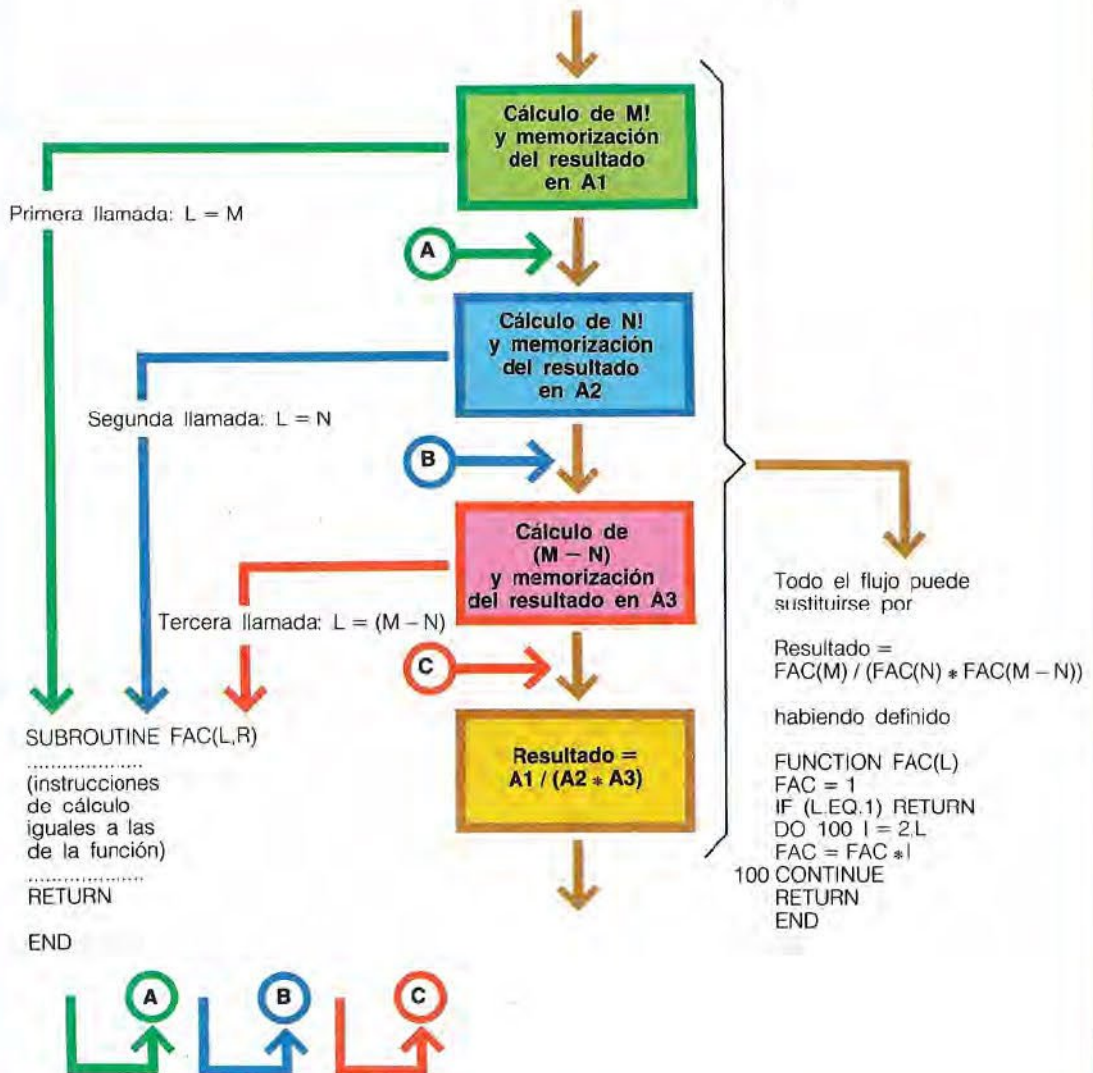 Cálculo de M!
y memorización
del resultado
en A1
Primera llamada: L = M
A
Cálculo de N!
y memorización
del resultado
en A2
Segunda llamada: L = N
B
Cálculo de
(M – N)
y memorización
del resultado en A3
Tercera llamada: L = (M – N)
C
Resultado =
A1 / (A2 * A3)
SUBROUTINE FAC(L,R)
....................
(instrucciones
de cálculo
iguales a las
de la función)
....................
RETURN
END
A
B
C
Todo el flujo puede
sustituirse por
Resultado =
FAC(M) / (FAC(N) * FAC(M – N))
habiendo definido
FUNCTION FAC(L)
FAC = 1
IF (L.EQ.1) RETURN
DO 100 I = 2,L
FAC = FAC * I
100 CONTINUE
RETURN
END